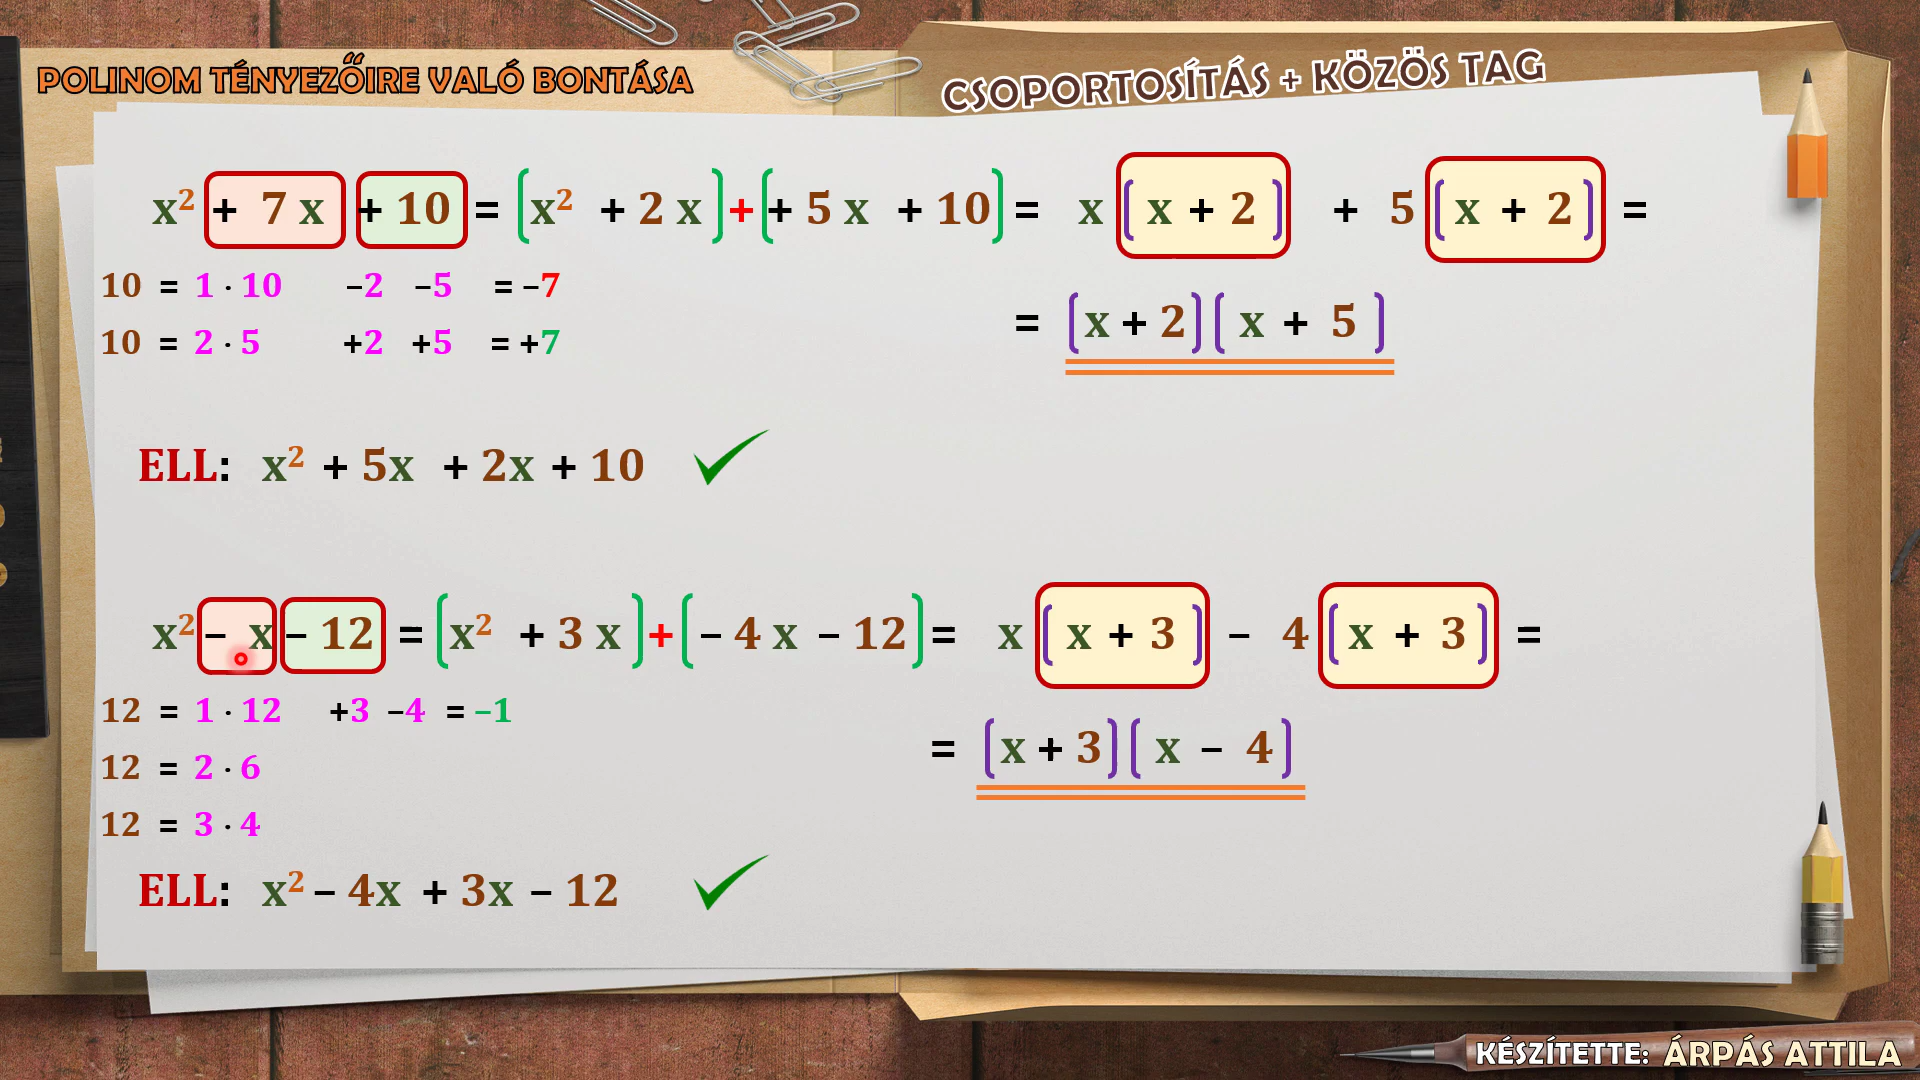 POLINOM TÉNYEZŐIRE VALÓ BONTÁSA
CSOPORTOSÍTÁS + KÖZÖS TAG
x² + 7x + 10 = (x² + 2x) + (+ 5x + 10) = x(x + 2) + 5(x + 2) =
10 = 1 · 10 −2 −5 = −7
= (x + 2)(x + 5)
10 = 2 · 5 +2 +5 = +7
ELL: x² + 5x + 2x + 10
x² − x − 12 = (x² + 3x) + (− 4x − 12) = x(x + 3) − 4(x + 3) =
12 = 1 · 12 +3 −4 = −1
= (x + 3)(x − 4)
12 = 2 · 6
12 = 3 · 4
ELL: x² − 4x + 3x − 12
KÉSZÍTETTE: ÁRPÁS ATTILA